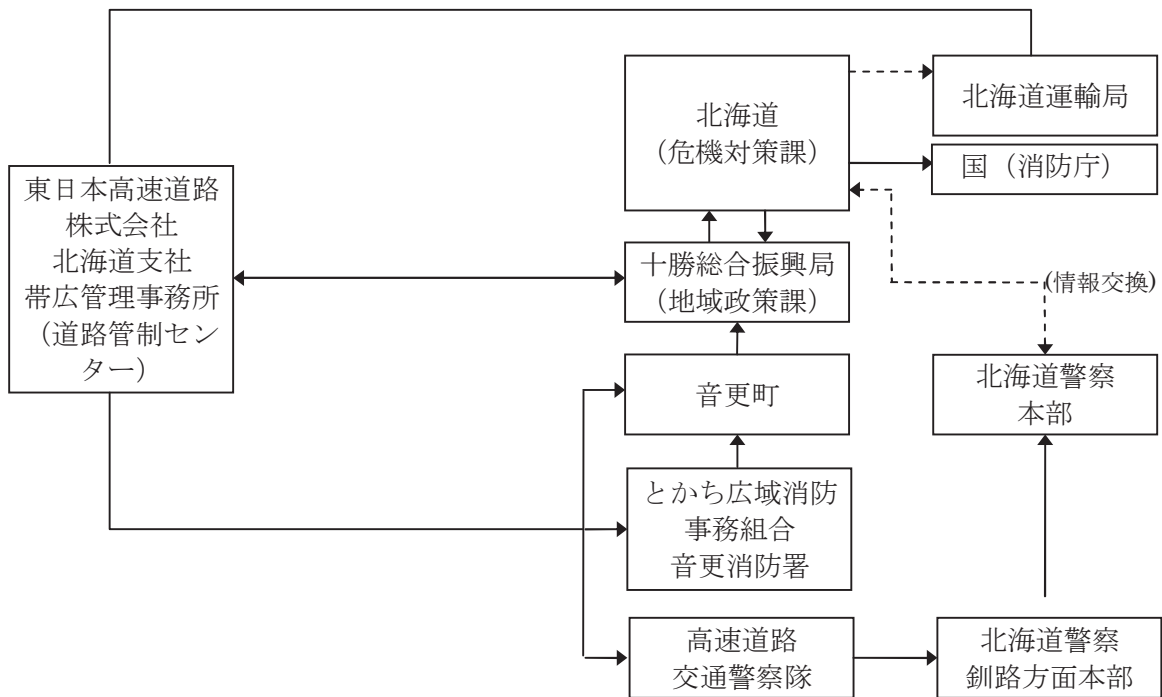 東日本高速道路
株式会社
北海道支社
帯広管理事務所
（道路管制セン
ター）
北海道
（危機対策課）
北海道運輸局
国（消防庁）
十勝総合振興局
（地域政策課）
(情報交換)
音更町
北海道警察
本部
とかち広域消防
事務組合
音更消防署
高速道路
交通警察隊
北海道警察
釧路方面本部